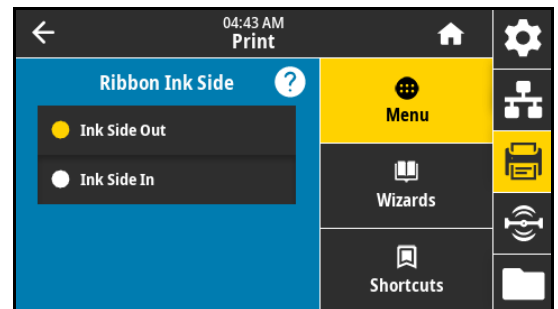 04:43 AM
Print
Ribbon Ink Side
?
Ink Side Out
Ink Side In
Menu
Wizards
Shortcuts